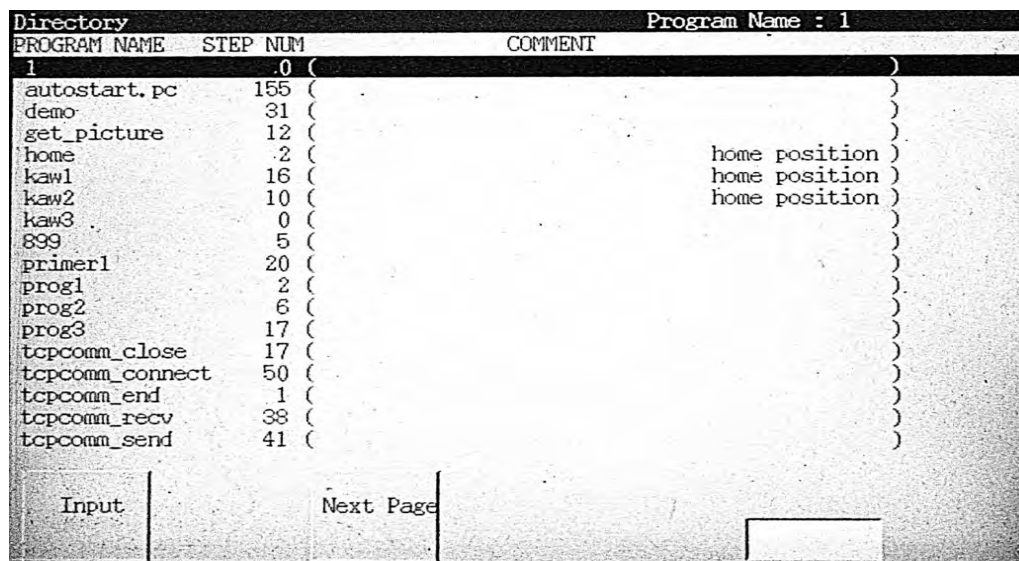 Directory Program Name : 1
PROGRAM NAME STEP NUM COMMENT
1 0 ( )
autostart.pc 155 ( )
demo 31 ( )
get_picture 12 ( )
home 2 ( home position )
kaw1 16 ( home position )
kaw2 10 ( home position )
kaw3 0 ( )
899 5 ( )
primer1 20 ( )
prog1 2 ( )
prog2 6 ( )
prog3 17 ( )
tcpcomm_close 17 ( )
tcpcomm_connect 50 ( )
tcpcomm_end 1 ( )
tcpcomm_recv 38 ( )
tcpcomm_send 41 ( )
Input Next Page